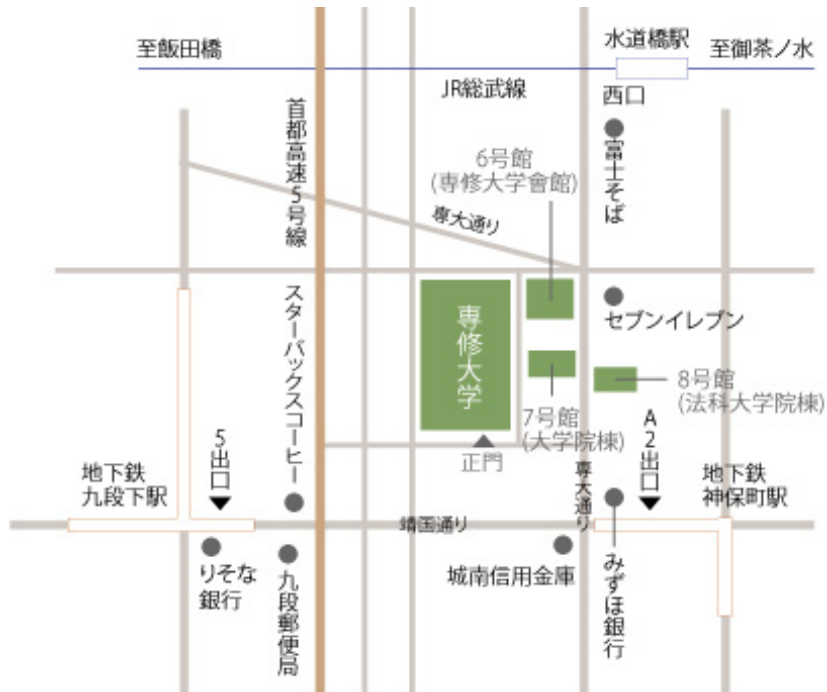 至飯田橋
水道橋駅
至御茶ノ水
JR総武線
西口
首都高速5号線
6号館
(専修大学會館)
富士そば
専大通り
スターバックスコーヒー
専修大学
セブンイレブン
8号館
(法科大学院棟)
7号館
(大学院棟)
正門
5出口
A2出口
地下鉄
九段下駅
地下鉄
神保町駅
専大通り
靖国通り
りそな
銀行
九段郵便局
城南信用金庫
みずほ銀行